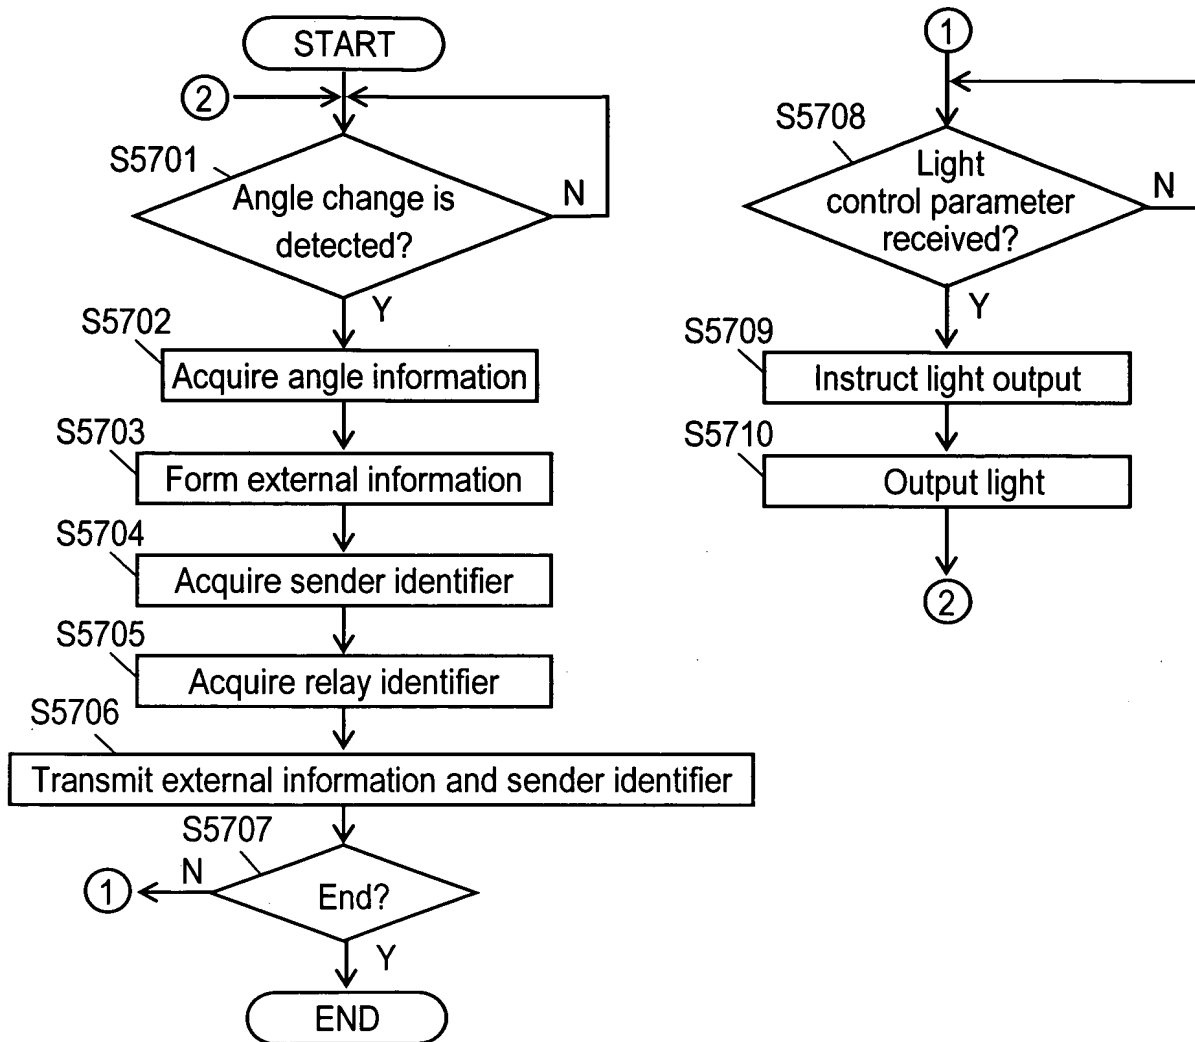 START
2
S5701
Angle change is
detected?
N
Y
S5702
Acquire angle information
S5703
Form external information
S5704
Acquire sender identifier
S5705
Acquire relay identifier
S5706
Transmit external information and sender identifier
S5707
N
1
End?
Y
END
1
S5708
Light
control parameter
received?
N
Y
S5709
Instruct light output
S5710
Output light
2